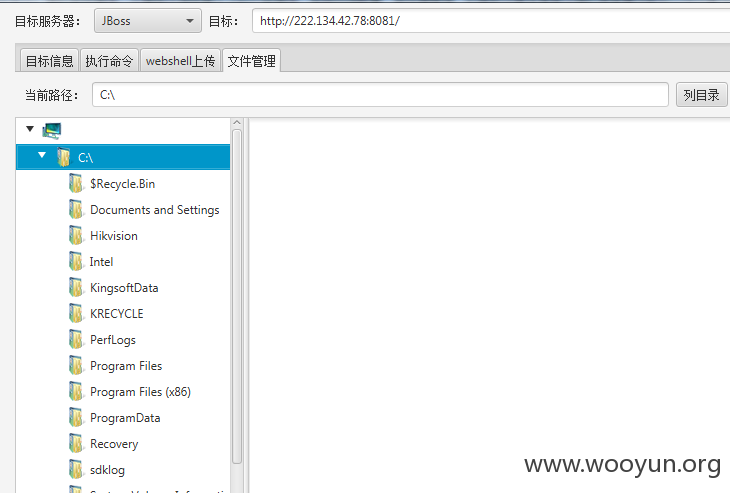 目标服务器： JBoss 目标： http://222.134.42.78:8081/
目标信息 执行命令 webshell上传 文件管理
当前路径： C:\ 列目录
C:\
$Recycle.Bin
Documents and Settings
Hikvision
Intel
KingsoftData
KRECYCLE
PerfLogs
Program Files
Program Files (x86)
ProgramData
Recovery
sdklog
www.wooyun.org